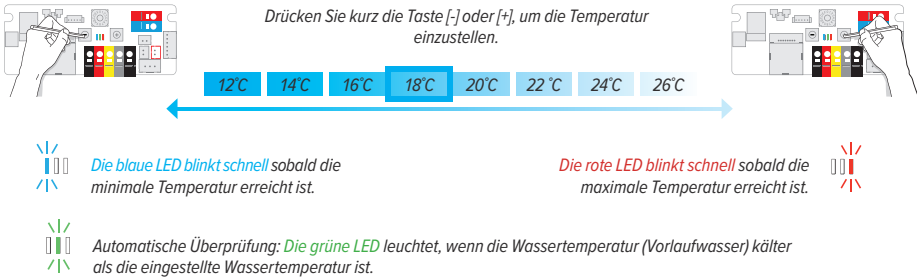 Drücken Sie kurz die Taste [-] oder [+], um die Temperatur
einzustellen.
12°C 14°C 16°C 18°C 20°C 22 °C 24°C 26°C
Die blaue LED blinkt schnell sobald die
minimale Temperatur erreicht ist.
Die rote LED blinkt schnell sobald die
maximale Temperatur erreicht ist.
Automatische Überprüfung: Die grüne LED leuchtet, wenn die Wassertemperatur (Vorlaufwasser) kälter
als die eingestellte Wassertemperatur ist.